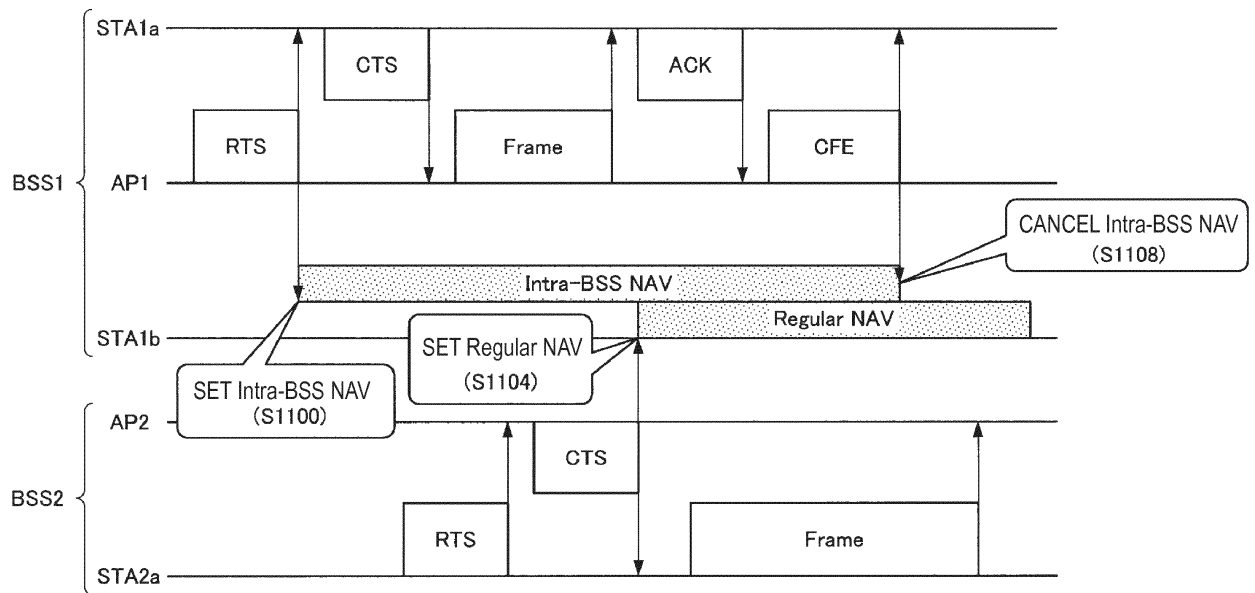 STA1a
CTS
ACK
RTS
Frame
CFE
BSS1
AP1
CANCEL Intra-BSS NAV
(S1108)
Intra-BSS NAV
Regular NAV
STA1b
SET Regular NAV
(S1104)
SET Intra-BSS NAV
(S1100)
AP2
CTS
BSS2
RTS
Frame
STA2a